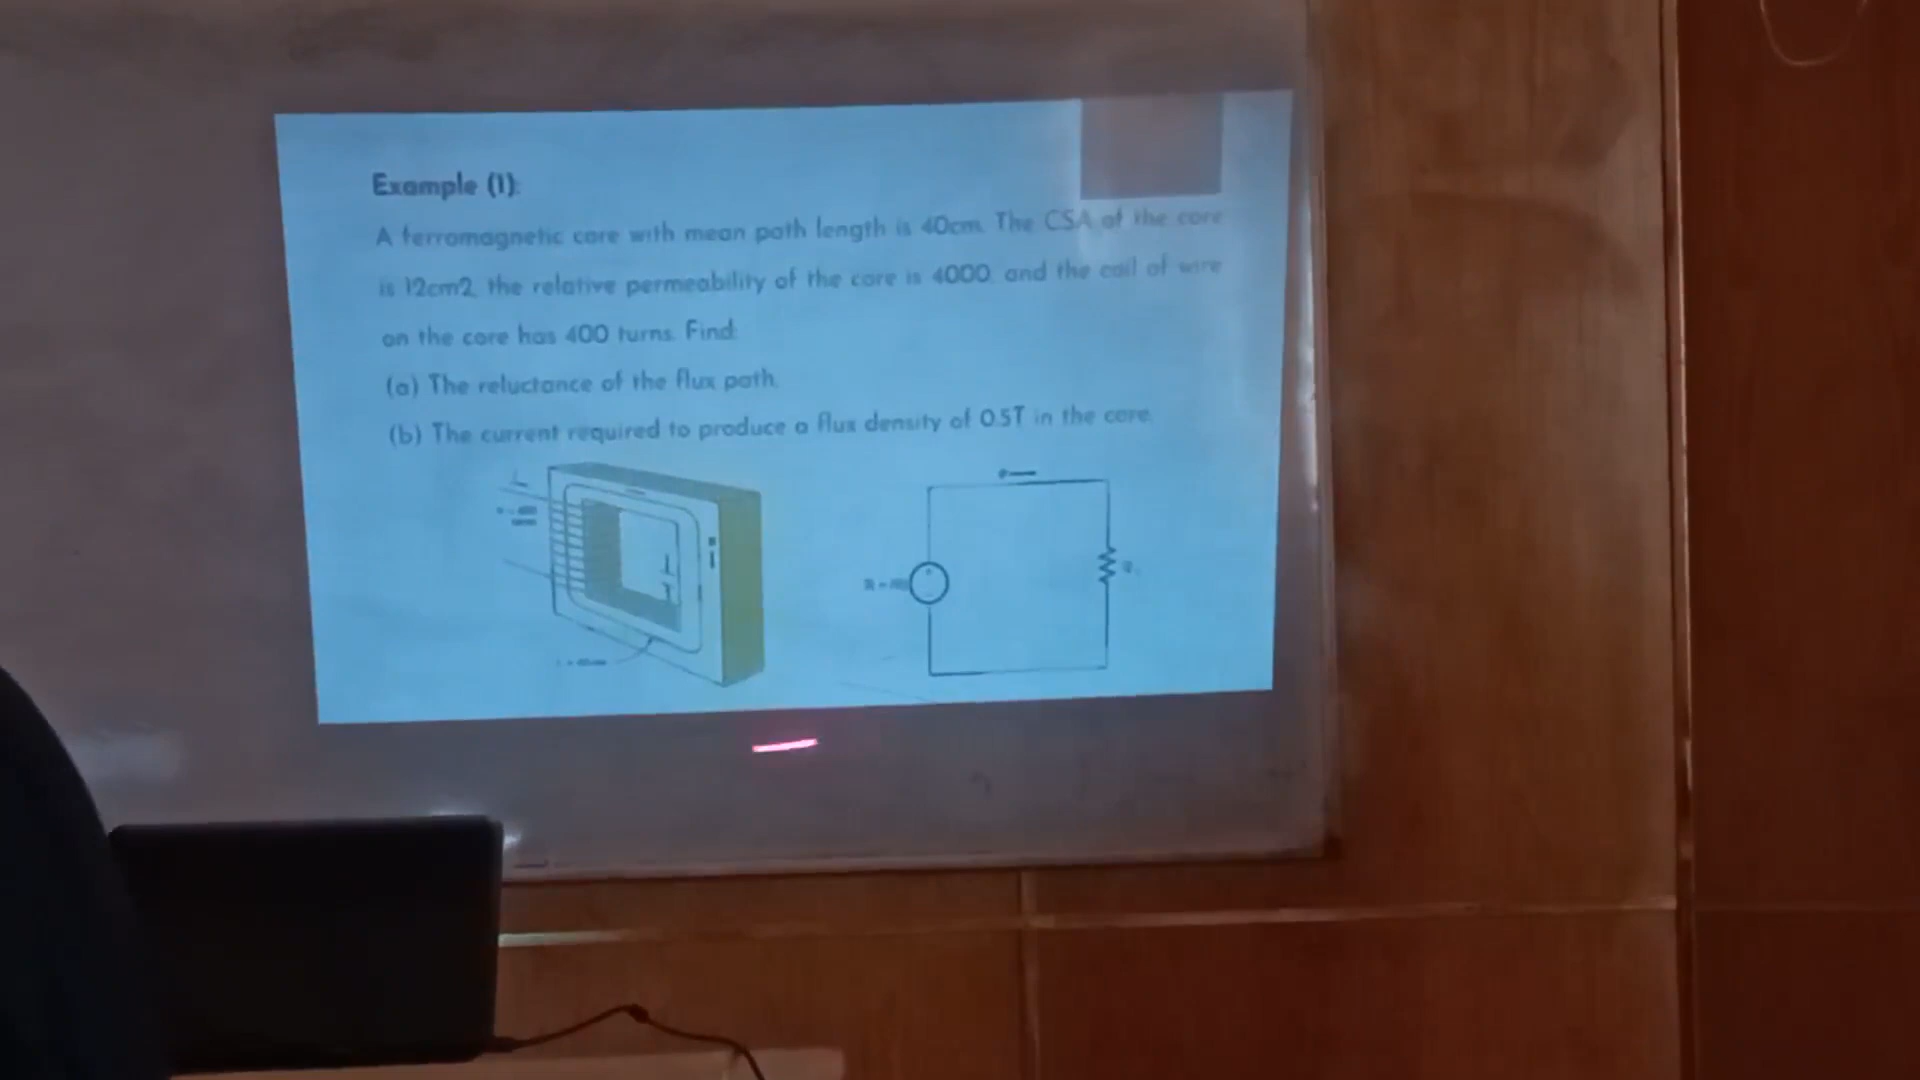 Example (1):
A ferromagnetic core with mean path length is 40cm. The CSA of the core
is 12cm2, the relative permeability of the core is 4000, and the coil of wire
on the core has 400 turns. Find:
(a) The reluctance of the flux path.
(b) The current required to produce a flux density of 0.5T in the core.